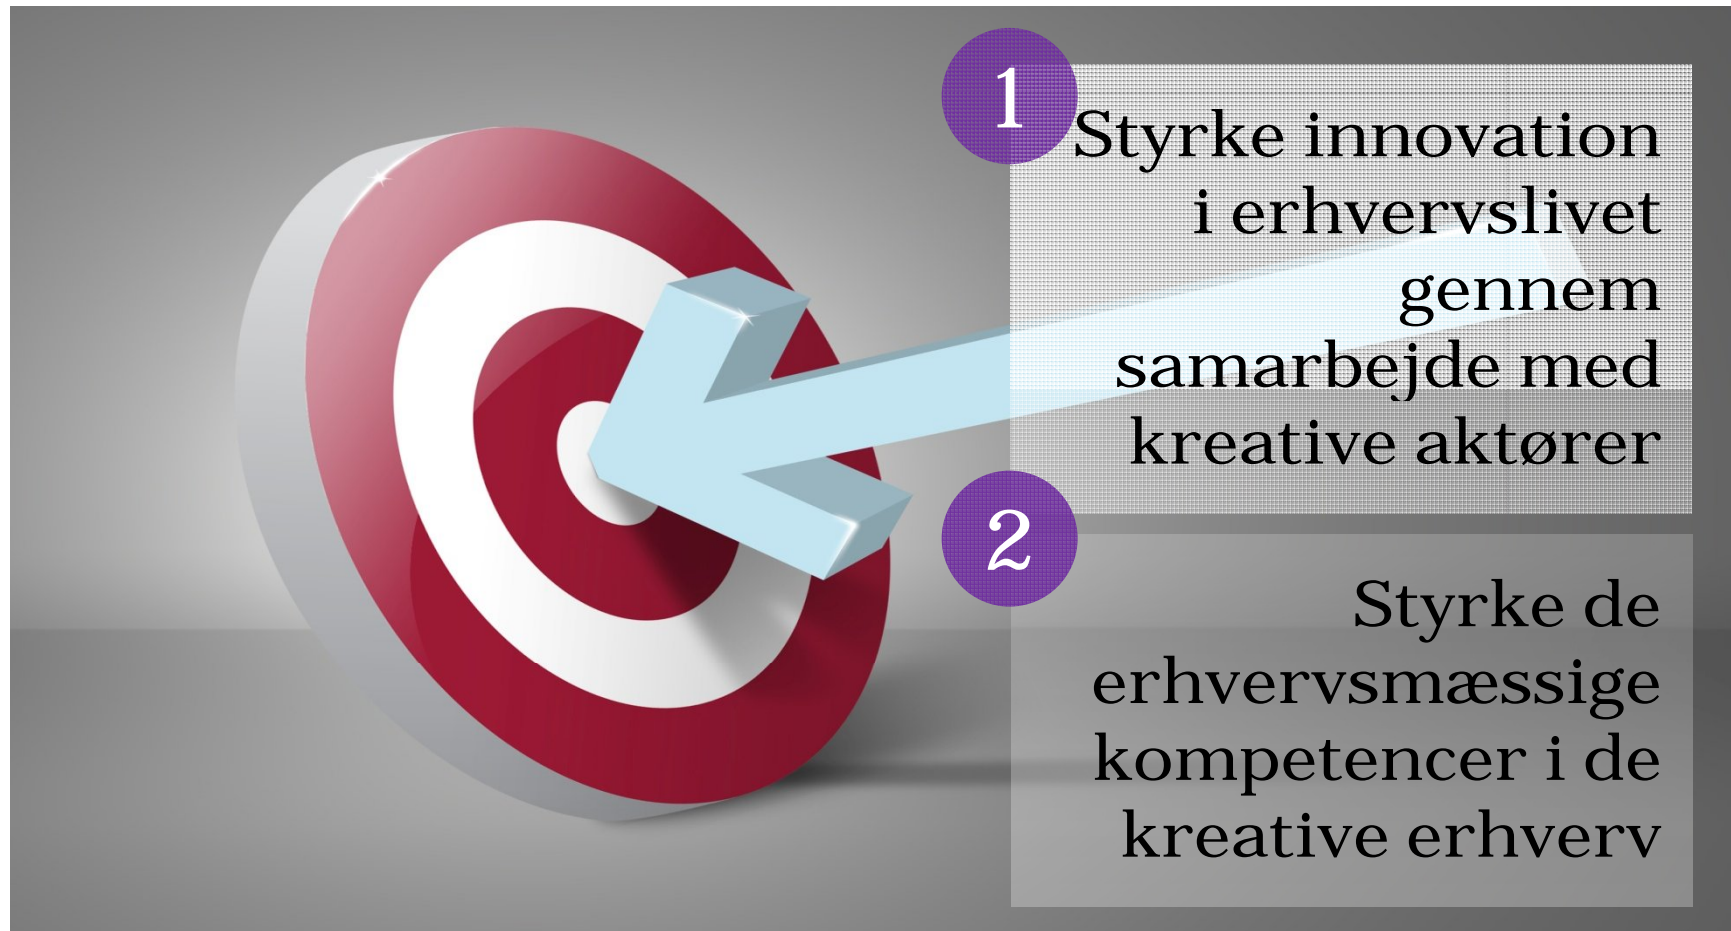 1
Styrke innovation
i erhvervslivet
gennem
samarbejde med
kreative aktører
2
Styrke de
erhvervsmæssige
kompetencer i de
kreative erhverv